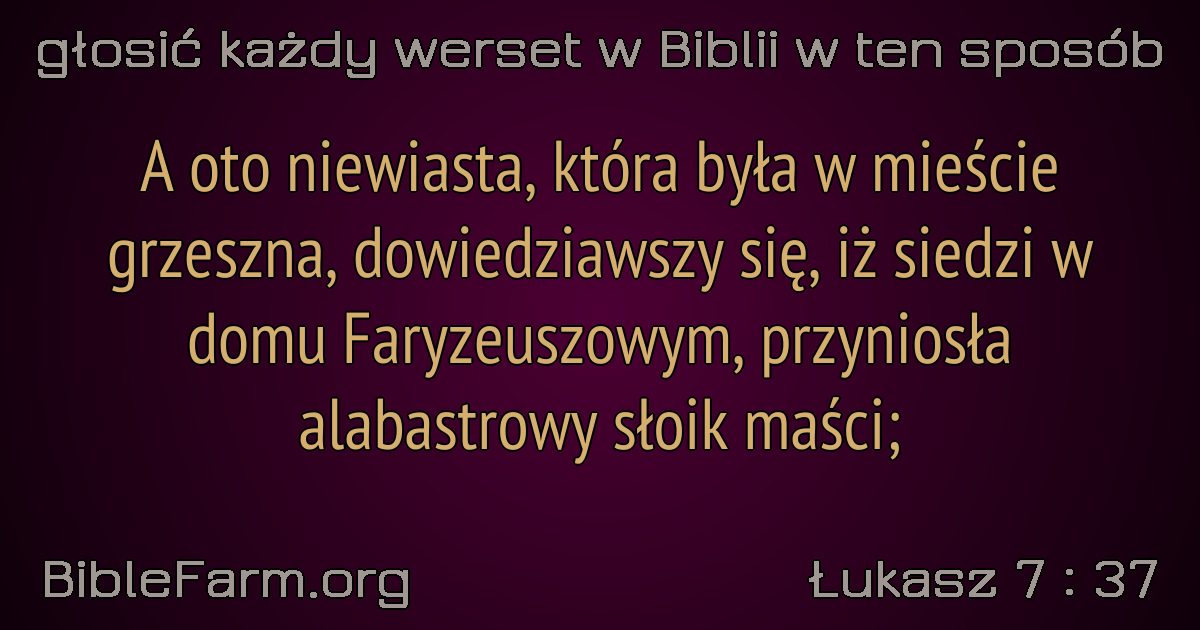 głosić każdy werset w Biblii w ten sposób
A oto niewiasta, która była w mieście
grzeszna, dowiedziawszy się, iż siedzi w
domu Faryzeuszowym, przyniosła
alabastrowy słoik maści;
BibleFarm.org
Łukasz 7 : 37